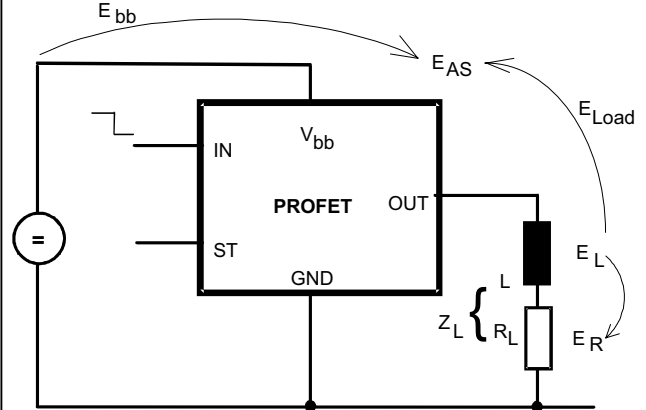 E bb
E AS
E Load
IN
V bb
PROFET
OUT
=
ST
GND
L
E L
Z L { R L
E R